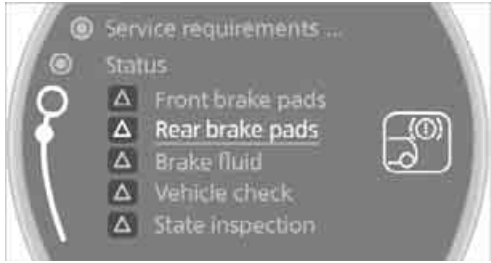 Service requirements ...
Status
Front brake pads
Rear brake pads
Brake fluid
Vehicle check
State inspection